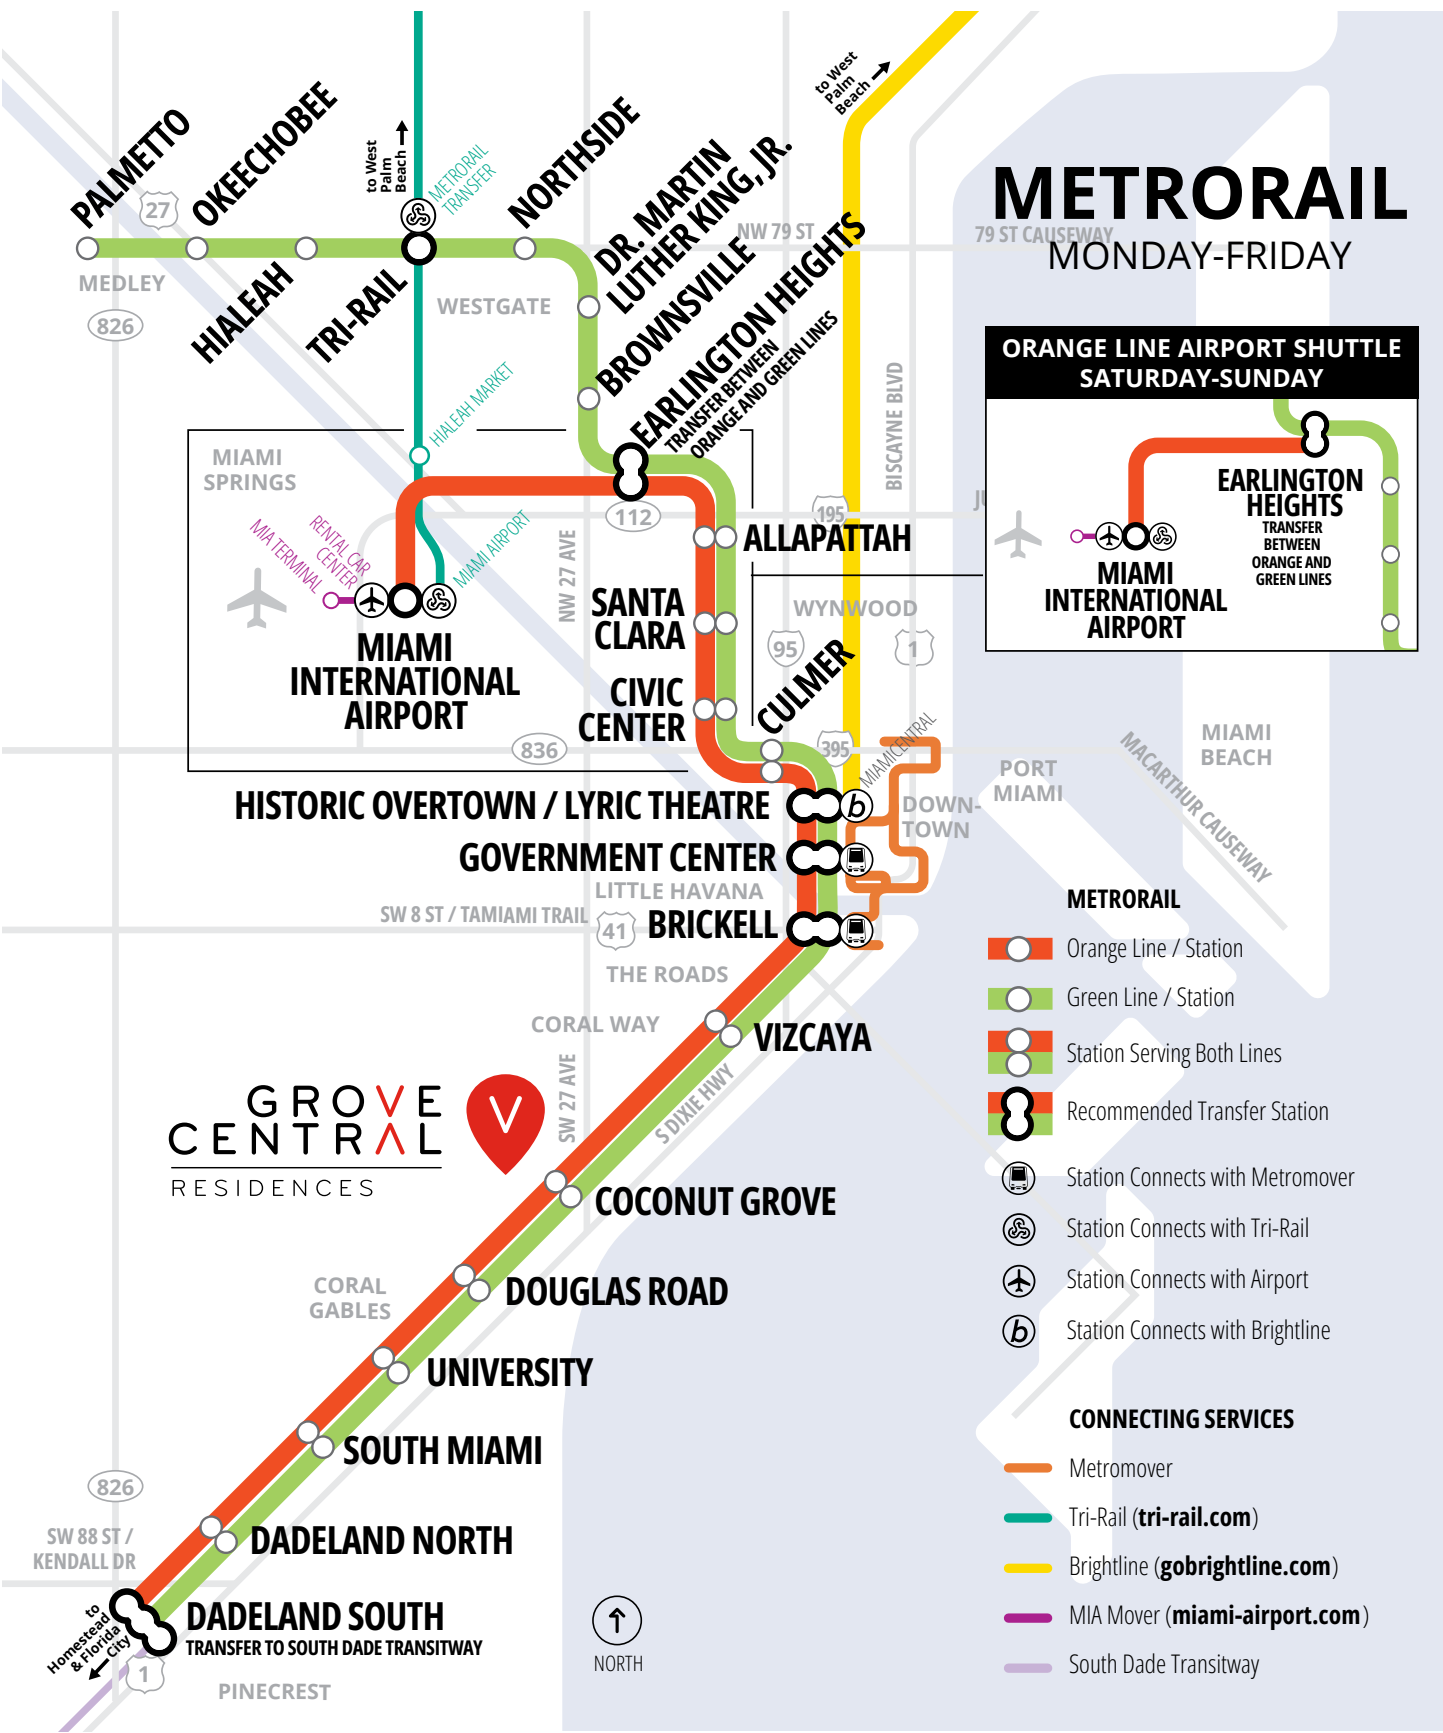 to West
Palm
Beach
PALMETTO
OKEECHOBEE
to West
Palm
Beach
METRORAIL
TRANSFER
NORTHSIDE
DR. MARTIN
LUTHER KING, JR.
27
MEDLEY
826
HIALEAH
TRI-RAIL
WESTGATE
BROWNSVILLE
EARLINGTON HEIGHTS
TRANSFER BETWEEN
ORANGE AND GREEN LINES
NW 79 ST
79 ST CAUSEWAY
METRORAIL
MONDAY-FRIDAY
ORANGE LINE AIRPORT SHUTTLE
SATURDAY-SUNDAY
EARLINGTON
HEIGHTS
TRANSFER
BETWEEN
ORANGE AND
GREEN LINES
MIAMI
INTERNATIONAL
AIRPORT
BISCAYNE BLVD
HIALEAH MARKET
MIAMI
SPRINGS
MIA TERMINAL
RENTAL CAR
CENTER
MIAMI AIRPORT
112
195
NW 27 AVE
ALLAPATTAH
MIAMI
INTERNATIONAL
AIRPORT
SANTA
CLARA
WYNWOOD
95
1
CIVIC
CENTER
CULMER
836
395
MIAMICENTRAL
MIAMI
BEACH
PORT
MIAMI
MACARTHUR CAUSEWAY
HISTORIC OVERTOWN / LYRIC THEATRE
b
DOWN-
TOWN
GOVERNMENT CENTER
LITTLE HAVANA
SW 8 ST / TAMIAMI TRAIL
41
BRICKELL
THE ROADS
CORAL WAY
VIZCAYA
SW 27 AVE
S DIXIE HWY
GROVE
CENTRAL
RESIDENCES
V
COCONUT GROVE
CORAL
GABLES
DOUGLAS ROAD
UNIVERSITY
SOUTH MIAMI
826
SW 88 ST /
KENDALL DR
DADELAND NORTH
DADELAND SOUTH
TRANSFER TO SOUTH DADE TRANSITWAY
to
Homestead
& Florida
City
1
PINECREST
NORTH
METRORAIL
Orange Line / Station
Green Line / Station
Station Serving Both Lines
Recommended Transfer Station
Station Connects with Metromover
Station Connects with Tri-Rail
Station Connects with Airport
b
Station Connects with Brightline
CONNECTING SERVICES
Metromover
Tri-Rail (tri-rail.com)
Brightline (gobrightline.com)
MIA Mover (miami-airport.com)
South Dade Transitway